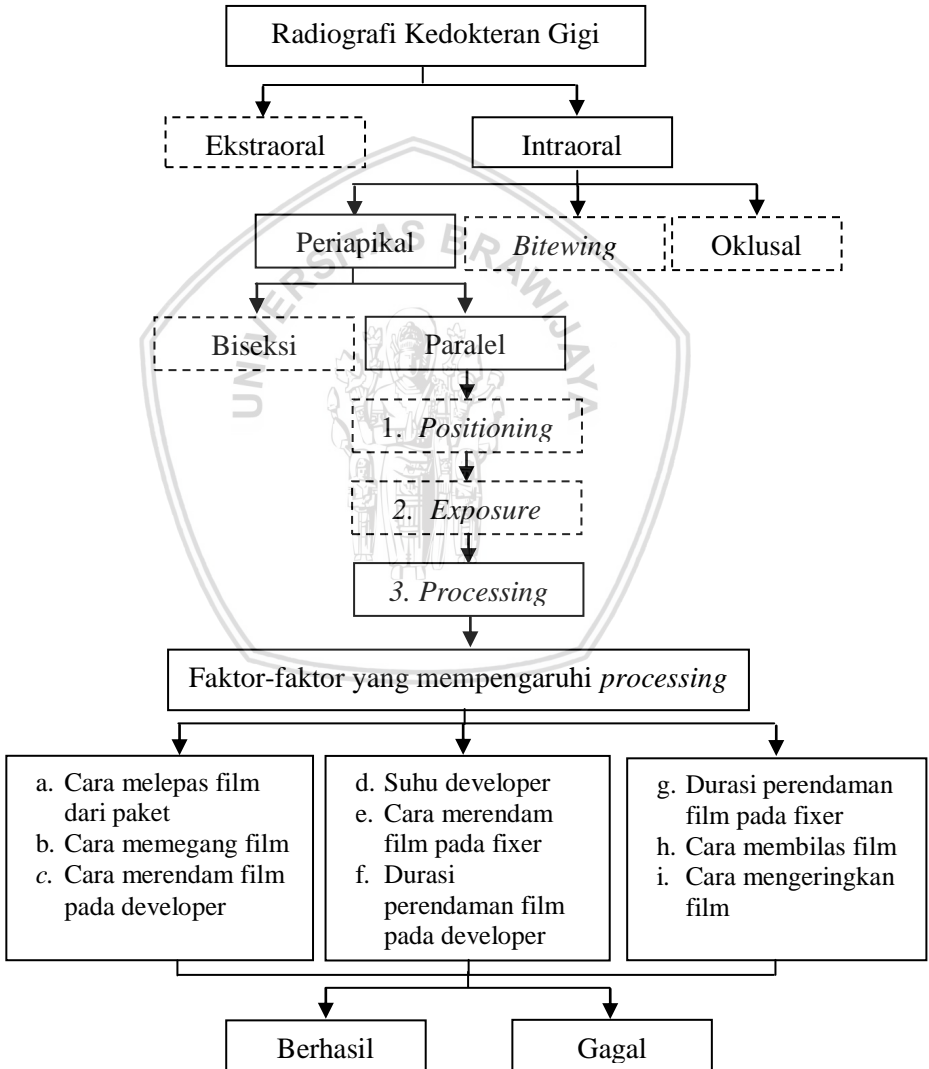 Radiografi Kedokteran Gigi
Ekstraoral
Intraoral
Periapikal
Bitewing
Oklusal
Biseksi
Paralel
1. Positioning
2. Exposure
3. Processing
Faktor-faktor yang mempengaruhi processing
a. Cara melepas film
dari paket
b. Cara memegang film
c. Cara merendam film
pada developer
d. Suhu developer
e. Cara merendam
film pada fixer
f. Durasi
perendaman film
pada developer
g. Durasi perendaman
film pada fixer
h. Cara membilas film
i. Cara mengeringkan
film
Berhasil
Gagal
UNIVERSITAS BRAWIJAYA